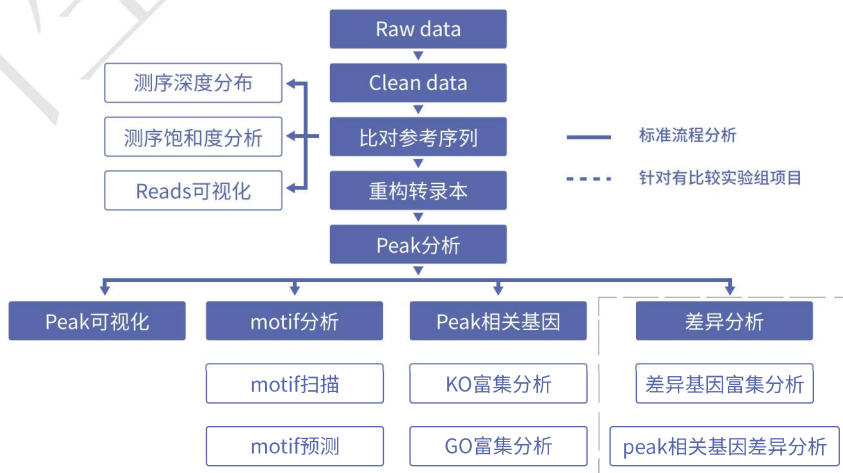 Raw data
测序深度分布
Clean data
测序饱和度分析
比对参考序列
标准流程分析
Reads可视化
重构转录本
针对有比较实验组项目
Peak分析
Peak可视化
motif分析
Peak相关基因
差异分析
motif扫描
KO富集分析
差异基因富集分析
motif预测
GO富集分析
peak相关基因差异分析